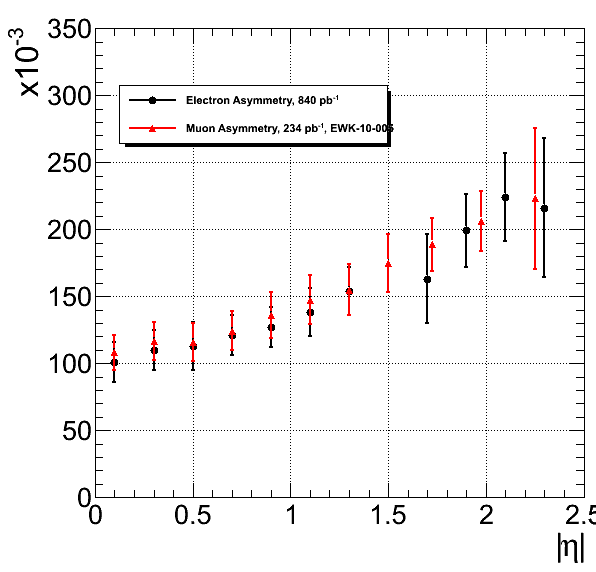 x10⁻³
350
300
Electron Asymmetry, 840 pb⁻¹
Muon Asymmetry, 234 pb⁻¹, EWK-10-006
250
200
150
100
50
0
0 0.5 1 1.5 2 2.5
|η|